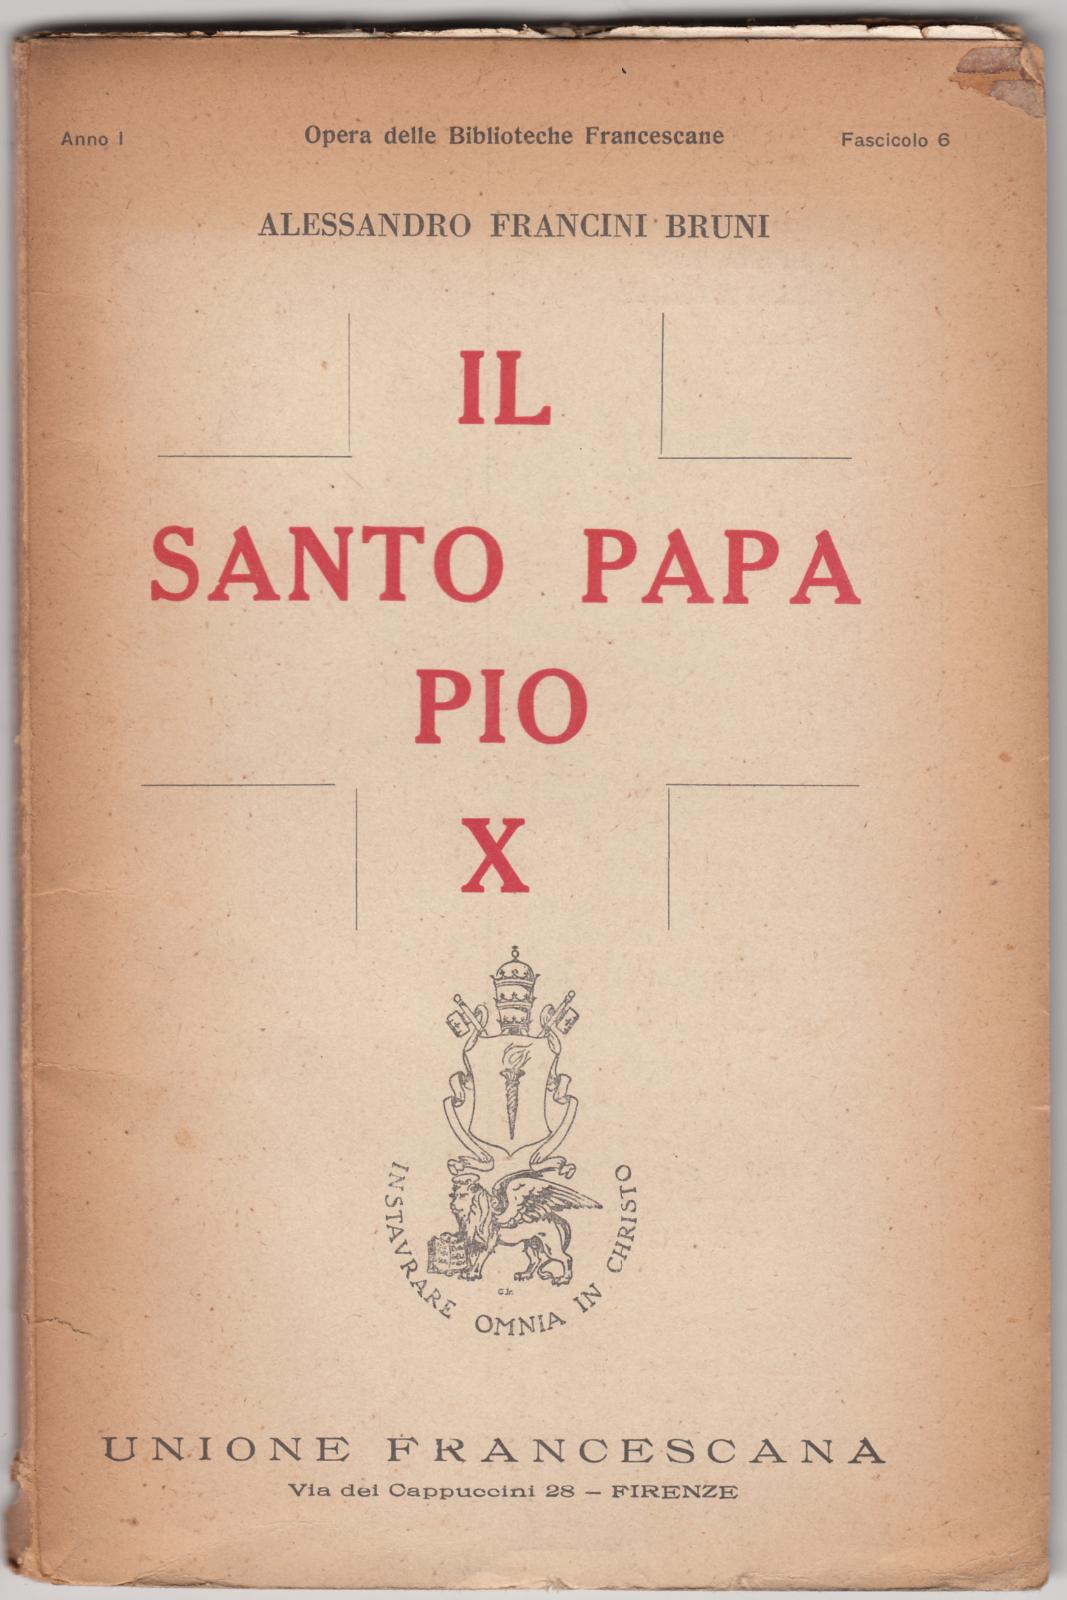 Anno I
Opera delle Biblioteche Francescane
Fascicolo 6
ALESSANDRO FRANCINI BRUNI
IL
SANTO PAPA
PIO
X
INSTAVRARE OMNIA IN CHRISTO
UNIONE FRANCESCANA
Via dei Cappuccini 28 – FIRENZE